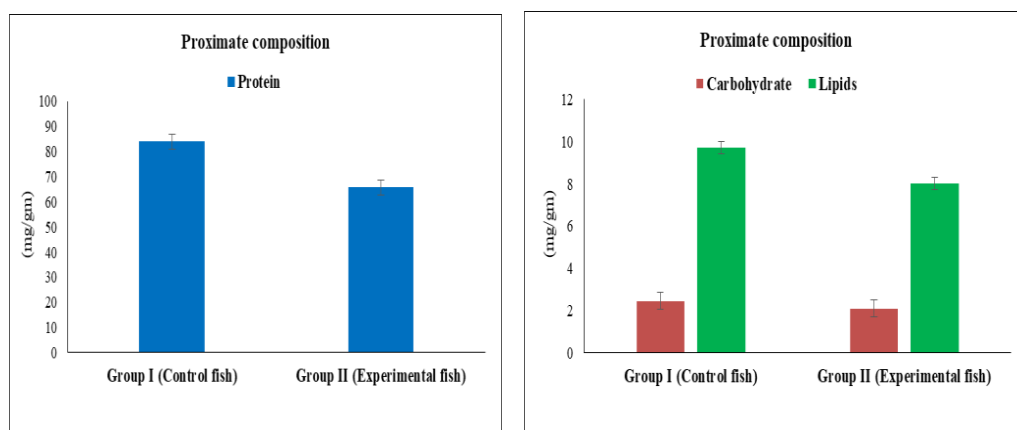 Proximate composition
Protein
100
90
80
70
60
50
40
30
20
10
0
(mg/gm)
Group I (Control fish)
Group II (Experimental fish)
Proximate composition
Carbohydrate
Lipids
12
10
8
6
4
2
0
(mg/gm)
Group I (Control fish)
Group II (Experimental fish)